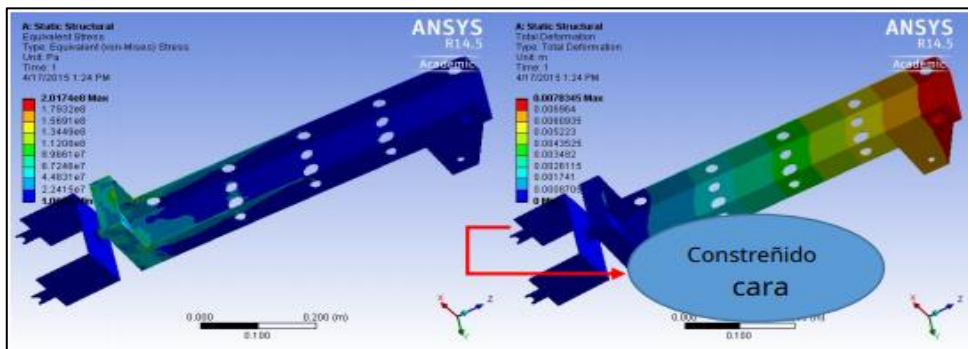 A: Static Structural
Equivalent Stress
Type: Equivalent (von-Mises) Stress
Unit: Pa
Time: 1
4/17/2015 1:24 PM
2.0174e8 Max
1.7932e8
1.5691e8
1.3449e8
1.1208e8
8.9661e7
6.7246e7
4.4831e7
2.2415e7
ANSYS
R14.5
Academic
0.000
0.200 (m)
0.100
X
Y
Z
A: Static Structural
Total Deformation
Type: Total Deformation
Unit: m
Time: 1
4/17/2015 1:24 PM
0.0078345 Max
0.006964
0.0060935
0.005223
0.0043525
0.003482
0.0026115
0.001741
0.0008705
ANSYS
R14.5
Academic
Constreñido
cara
0.000
0.200 (m)
0.100
X
Y
Z